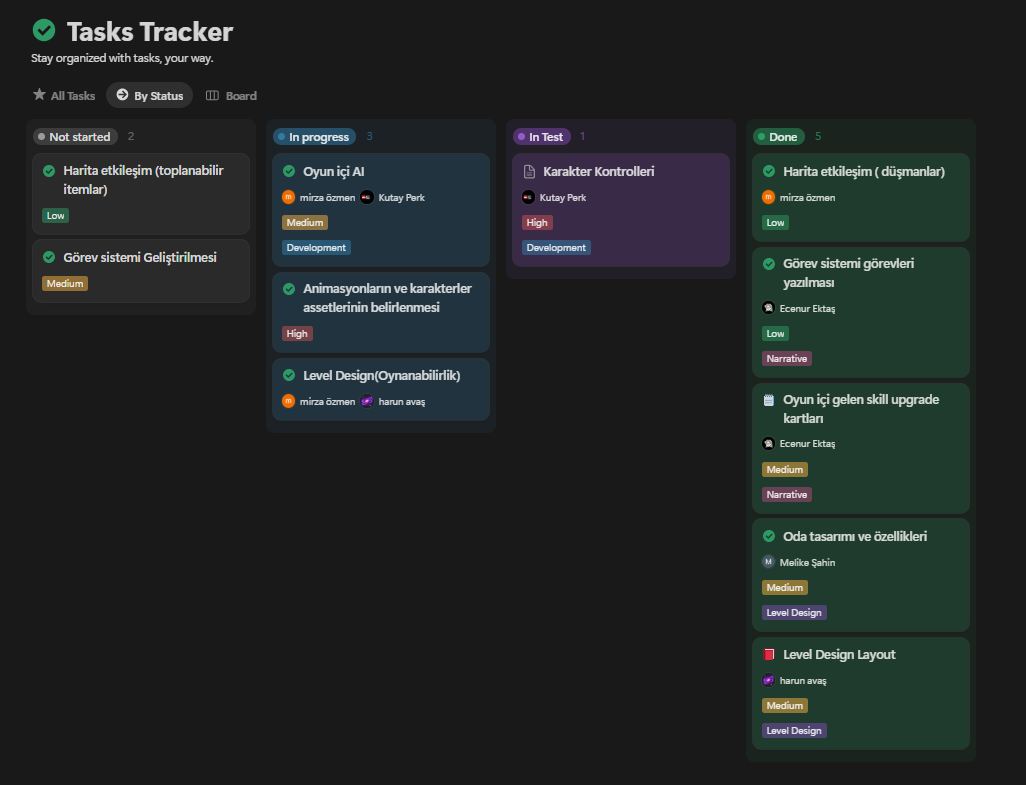 Tasks Tracker
Stay organized with tasks, your way.
All Tasks
By Status
Board
Not started 2
Harita etkileşim (toplanabilir
itemlar)
Low
Görev sistemi Geliştirilmesi
Medium
In progress 3
Oyun içi AI
m mirza özmen Kutay Perk
Medium
Development
Animasyonların ve karakterler
assetlerinin belirlenmesi
High
Level Design(Oynanabilirlik)
m mirza özmen harun avaş
In Test 1
Karakter Kontrolleri
Kutay Perk
High
Development
Done 5
Harita etkileşim ( düşmanlar)
m mirza özmen
Low
Görev sistemi görevleri
yazılması
Ecenur Ektaş
Low
Narrative
Oyun içi gelen skill upgrade
kartları
Ecenur Ektaş
Medium
Narrative
Oda tasarımı ve özellikleri
M Melike Şahin
Medium
Level Design
Level Design Layout
harun avaş
Medium
Level Design